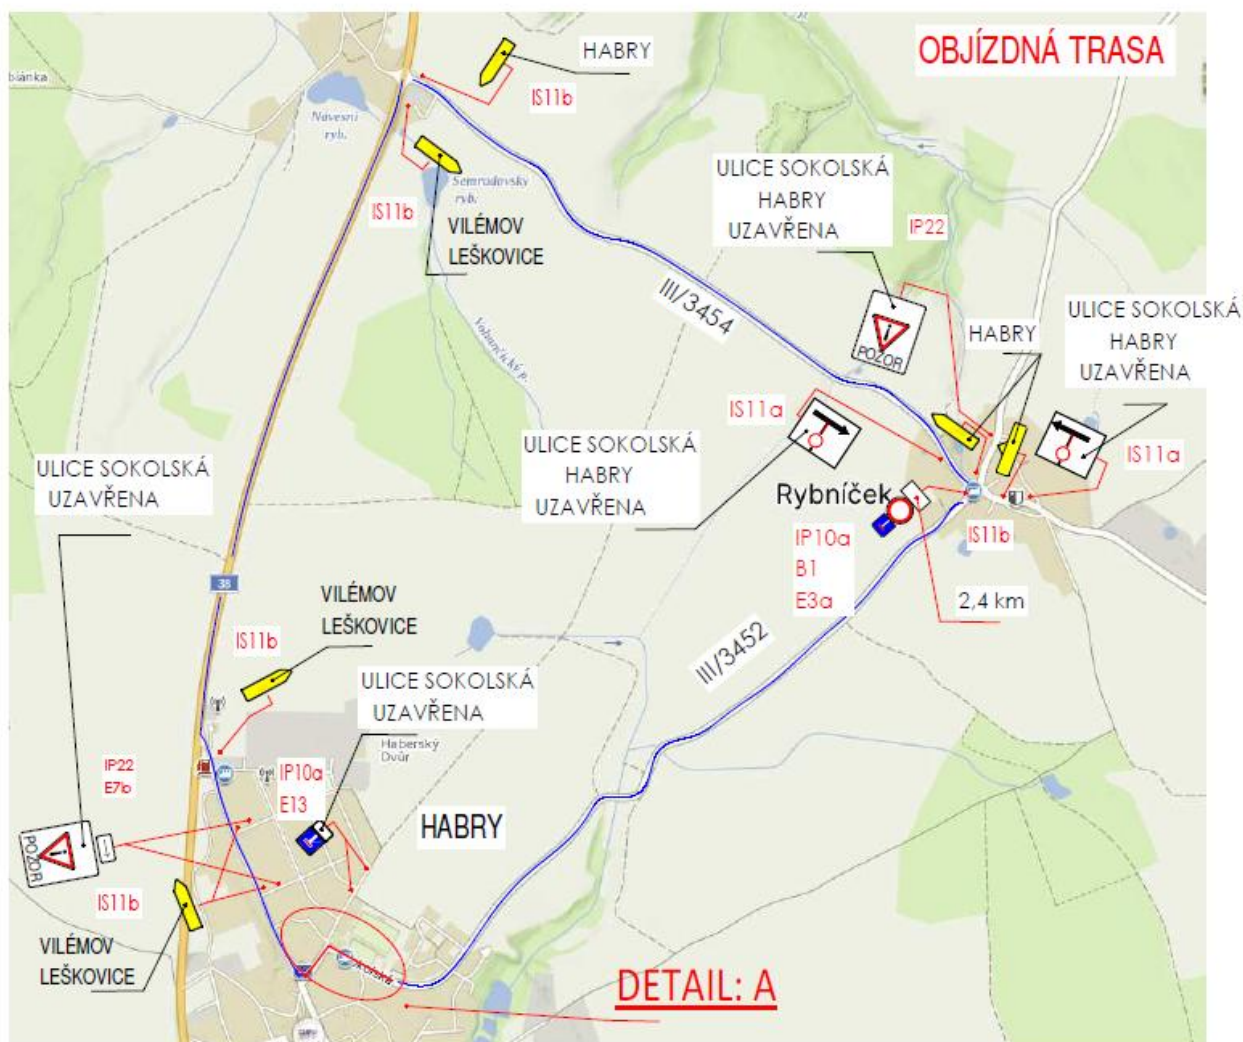 OBJÍZDNÁ TRASA
HABRY
IS11b
Návesní
ryb.
Semradovský
ryb.
IS11b
VILÉMOV
LEŠKOVICE
ULICE SOKOLSKÁ
HABRY
UZAVŘENA
IP22
III/3454
POZOR
HABRY
ULICE SOKOLSKÁ
HABRY
UZAVŘENA
IS11a
IS11a
ULICE SOKOLSKÁ
HABRY
UZAVŘENA
Rybníček
IP10a
B1
E3a
IS11b
2,4 km
ULICE SOKOLSKÁ
UZAVŘENA
38
VILÉMOV
LEŠKOVICE
IS11b
III/3452
ULICE SOKOLSKÁ
UZAVŘENA
Haberský
Dvůr
IP22
E7b
IP10a
E13
HABRY
POZOR
IS11b
VILÉMOV
LEŠKOVICE
DETAIL: A